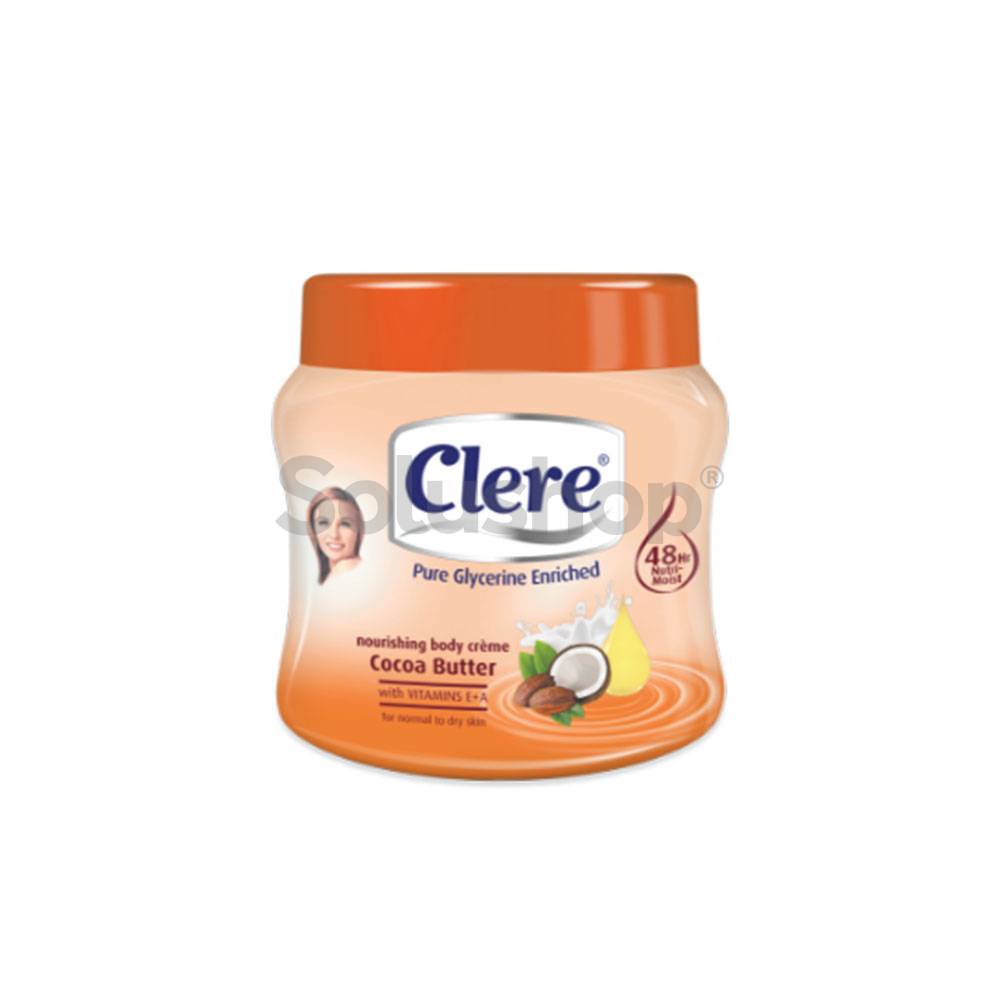 Clere®
Solushop®
Pure Glycerine Enriched
48Hr
Nutri-
Moist
nourishing body crème
Cocoa Butter
with VITAMINS E+A
for normal to dry skin